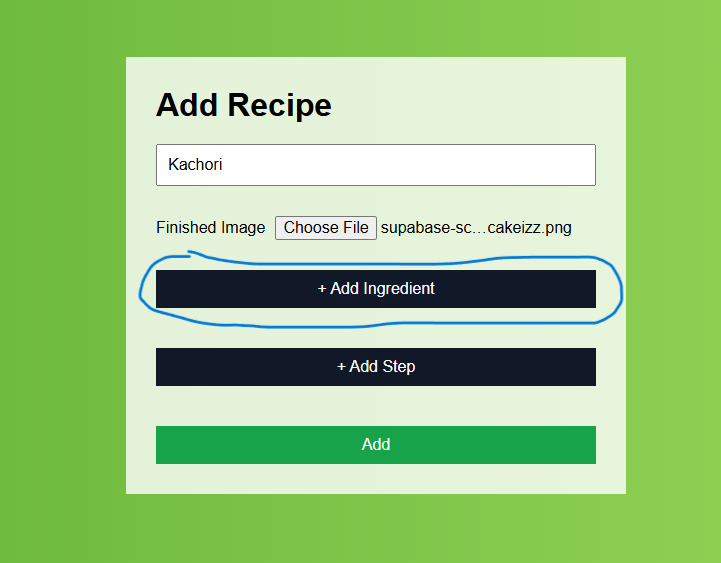 Add Recipe
Kachori
Finished Image Choose File supabase-sc...cakeizz.png
+ Add Ingredient
+ Add Step
Add